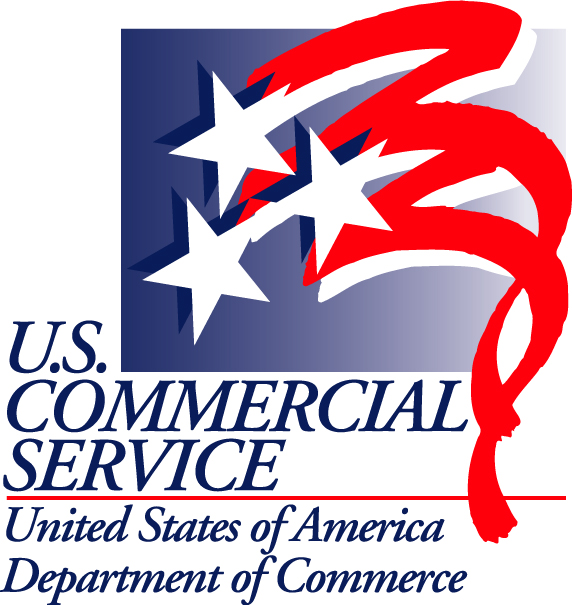 U.S.
COMMERCIAL
SERVICE
United States of America
Department of Commerce